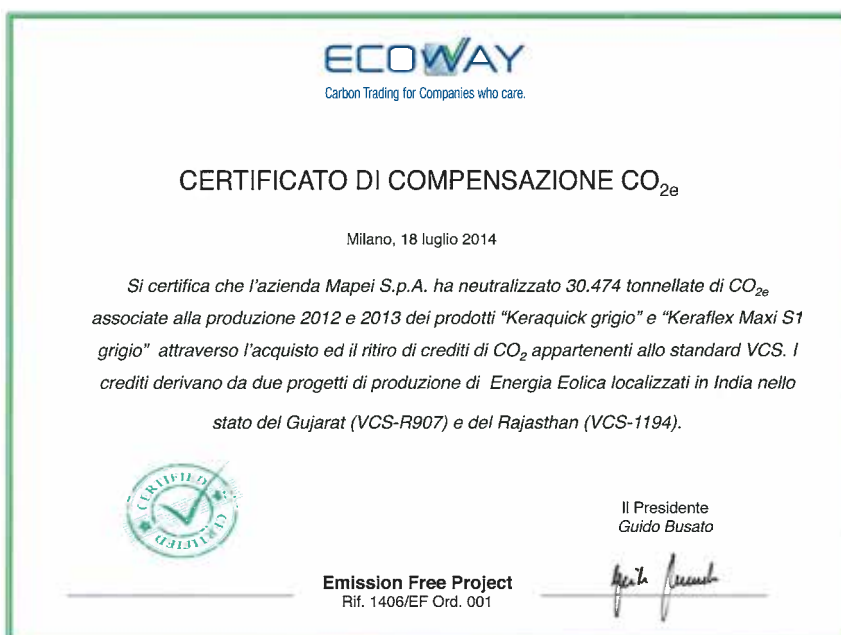 ECOWAY
Carbon Trading for Companies who care.
CERTIFICATO DI COMPENSAZIONE CO2e
Milano, 18 luglio 2014
Si certifica che l'azienda Mapei S.p.A. ha neutralizzato 30.474 tonnellate di CO2e
associate alla produzione 2012 e 2013 dei prodotti "Keraquick grigio" e "Keraflex Maxi S1
grigio" attraverso l'acquisto ed il ritiro di crediti di CO2 appartenenti allo standard VCS. I
crediti derivano da due progetti di produzione di Energia Eolica localizzati in India nello
stato del Gujarat (VCS-R907) e del Rajasthan (VCS-1194).
CERTIFIED
CERTIFIED
Il Presidente
Guido Busato
Emission Free Project
Rif. 1406/EF Ord. 001